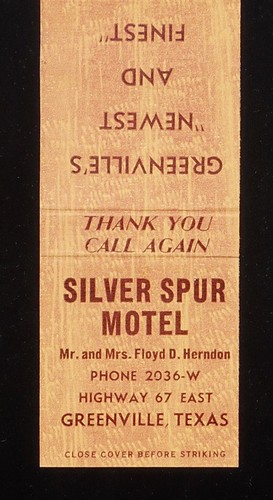 GREENVILLE'S
"NEWEST
AND
FINEST"
THANK YOU
CALL AGAIN
SILVER SPUR
MOTEL
Mr. and Mrs. Floyd D. Herndon
PHONE 2036-W
HIGHWAY 67 EAST
GREENVILLE, TEXAS
CLOSE COVER BEFORE STRIKING